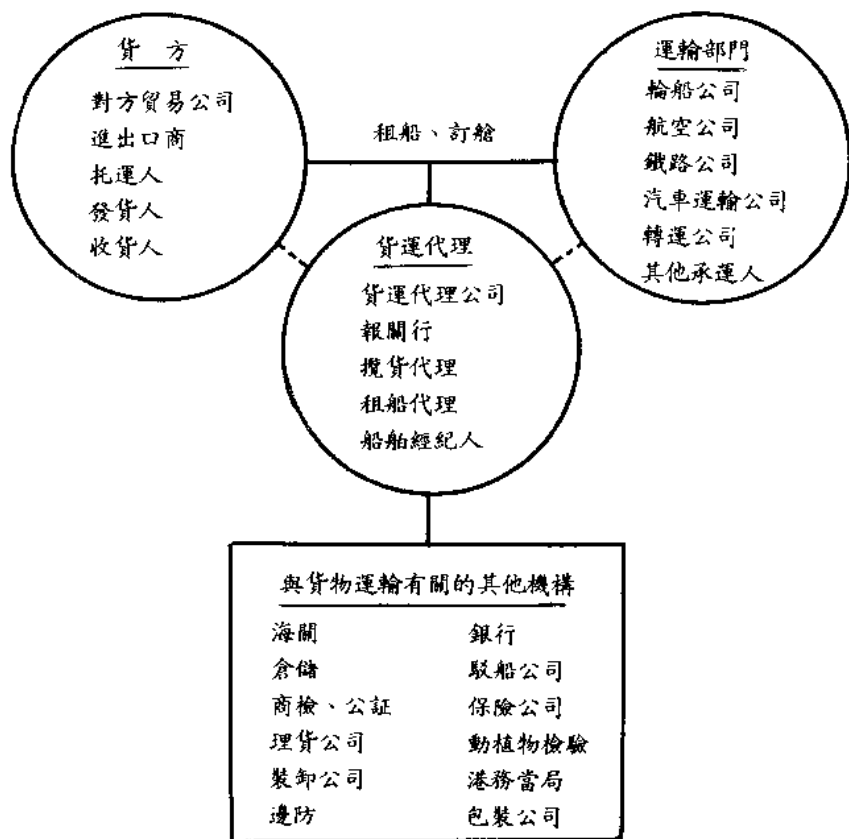 貨 方
對方貿易公司
進出口商
托運人
發貨人
收貨人
租船、訂艙
運輸部門
輪船公司
航空公司
鐵路公司
汽車運輸公司
轉運公司
其他承運人
貨運代理
貨運代理公司
報關行
攬貨代理
租船代理
船舶經紀人
與貨物運輸有關的其他機構
海關
倉儲
商檢、公証
理貨公司
裝卸公司
邊防
銀行
駁船公司
保險公司
動植物檢驗
港務當局
包裝公司